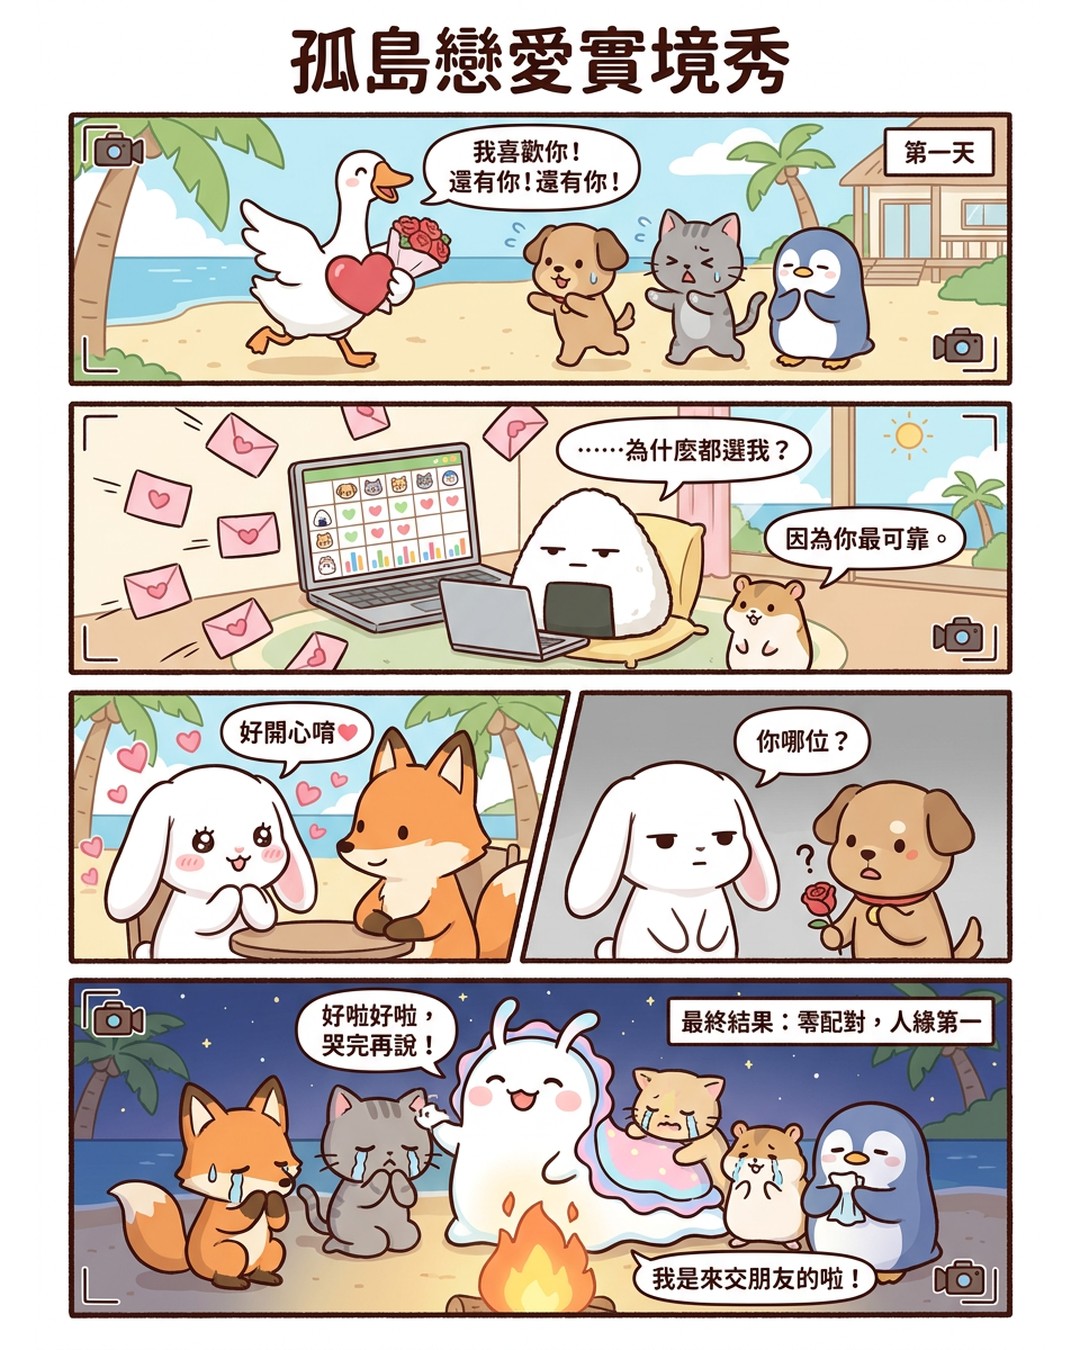 孤島戀愛實境秀
我喜歡你！
還有你！還有你！
第一天
……為什麼都選我？
因為你最可靠。
好開心唷
你哪位？
?
好啦好啦，
哭完再說！
最終結果：零配對，人緣第一
我是來交朋友的啦！